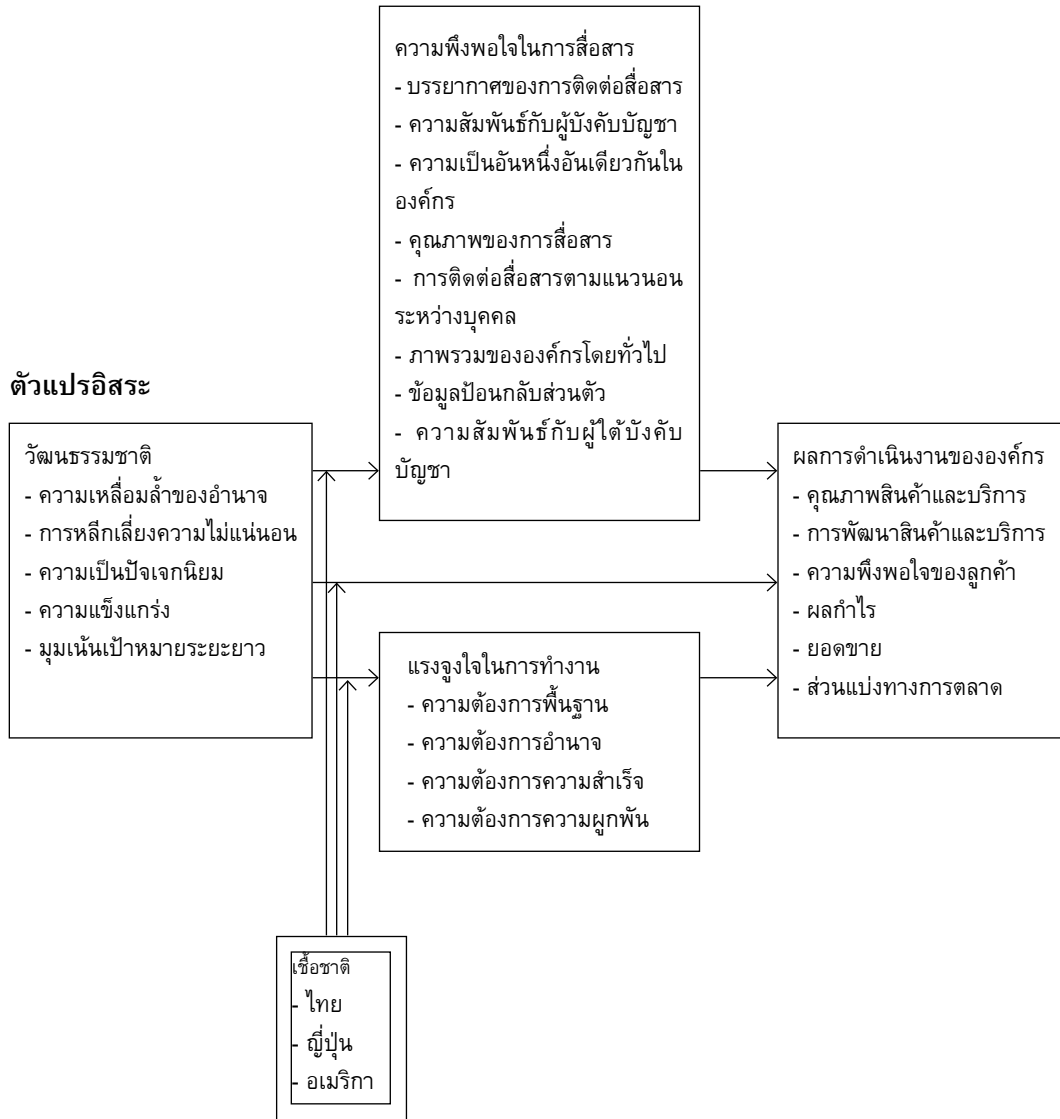 ความพึงพอใจในการสื่อสาร
- บรรยากาศของการติดต่อสื่อสาร
- ความสัมพันธ์กับผู้บังคับบัญชา
- ความเป็นอันหนึ่งอันเดียวกันใน
องค์กร
- คุณภาพของการสื่อสาร
- การติดต่อสื่อสารตามแนวนอน
ระหว่างบุคคล
- ภาพรวมขององค์กรโดยทั่วไป
- ข้อมูลป้อนกลับส่วนตัว
- ความสัมพันธ์กับผู้ใต้บังคับ
บัญชา
ตัวแปรอิสระ
วัฒนธรรมชาติ
- ความเหลื่อมล้ำของอำนาจ
- การหลีกเลี่ยงความไม่แน่นอน
- ความเป็นปัจเจกนิยม
- ความแข็งแกร่ง
- มุมเน้นเป้าหมายระยะยาว
ผลการดำเนินงานขององค์กร
- คุณภาพสินค้าและบริการ
- การพัฒนาสินค้าและบริการ
- ความพึงพอใจของลูกค้า
- ผลกำไร
- ยอดขาย
- ส่วนแบ่งทางการตลาด
แรงจูงใจในการทำงาน
- ความต้องการพื้นฐาน
- ความต้องการอำนาจ
- ความต้องการความสำเร็จ
- ความต้องการความผูกพัน
เชื้อชาติ
- ไทย
- ญี่ปุ่น
- อเมริกา